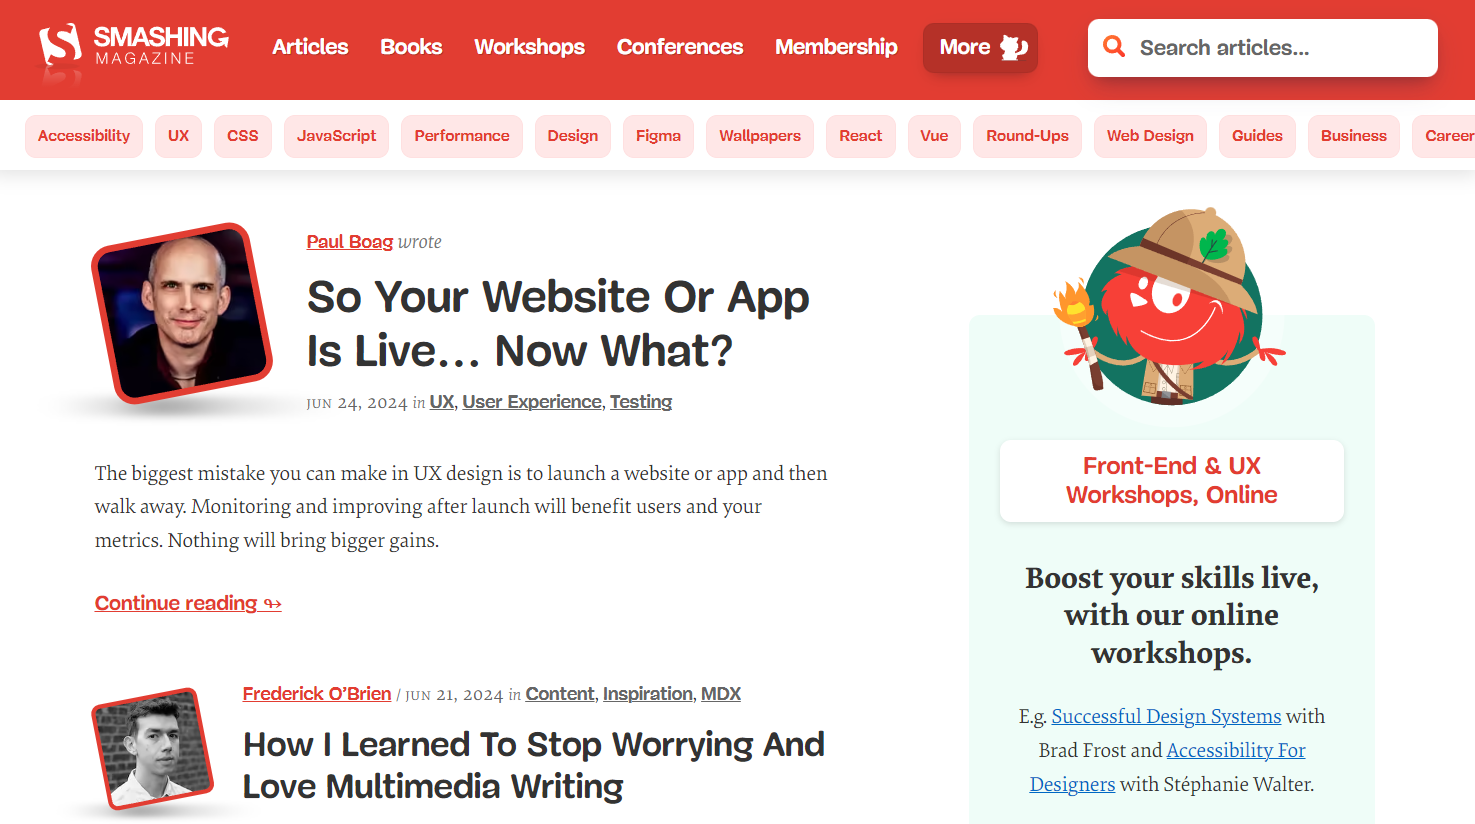 SMASHING
MAGAZINE
Articles Books Workshops Conferences Membership More Search articles...
Accessibility UX CSS JavaScript Performance Design Figma Wallpapers React Vue Round-Ups Web Design Guides Business Career
Paul Boag wrote
So Your Website Or App
Is Live… Now What?
JUN 24, 2024 in UX, User Experience, Testing
The biggest mistake you can make in UX design is to launch a website or app and then
walk away. Monitoring and improving after launch will benefit users and your
metrics. Nothing will bring bigger gains.
Continue reading ↬
Frederick O’Brien / JUN 21, 2024 in Content, Inspiration, MDX
How I Learned To Stop Worrying And
Love Multimedia Writing
Front-End & UX
Workshops, Online
Boost your skills live,
with our online
workshops.
E.g. Successful Design Systems with
Brad Frost and Accessibility For
Designers with Stéphanie Walter.